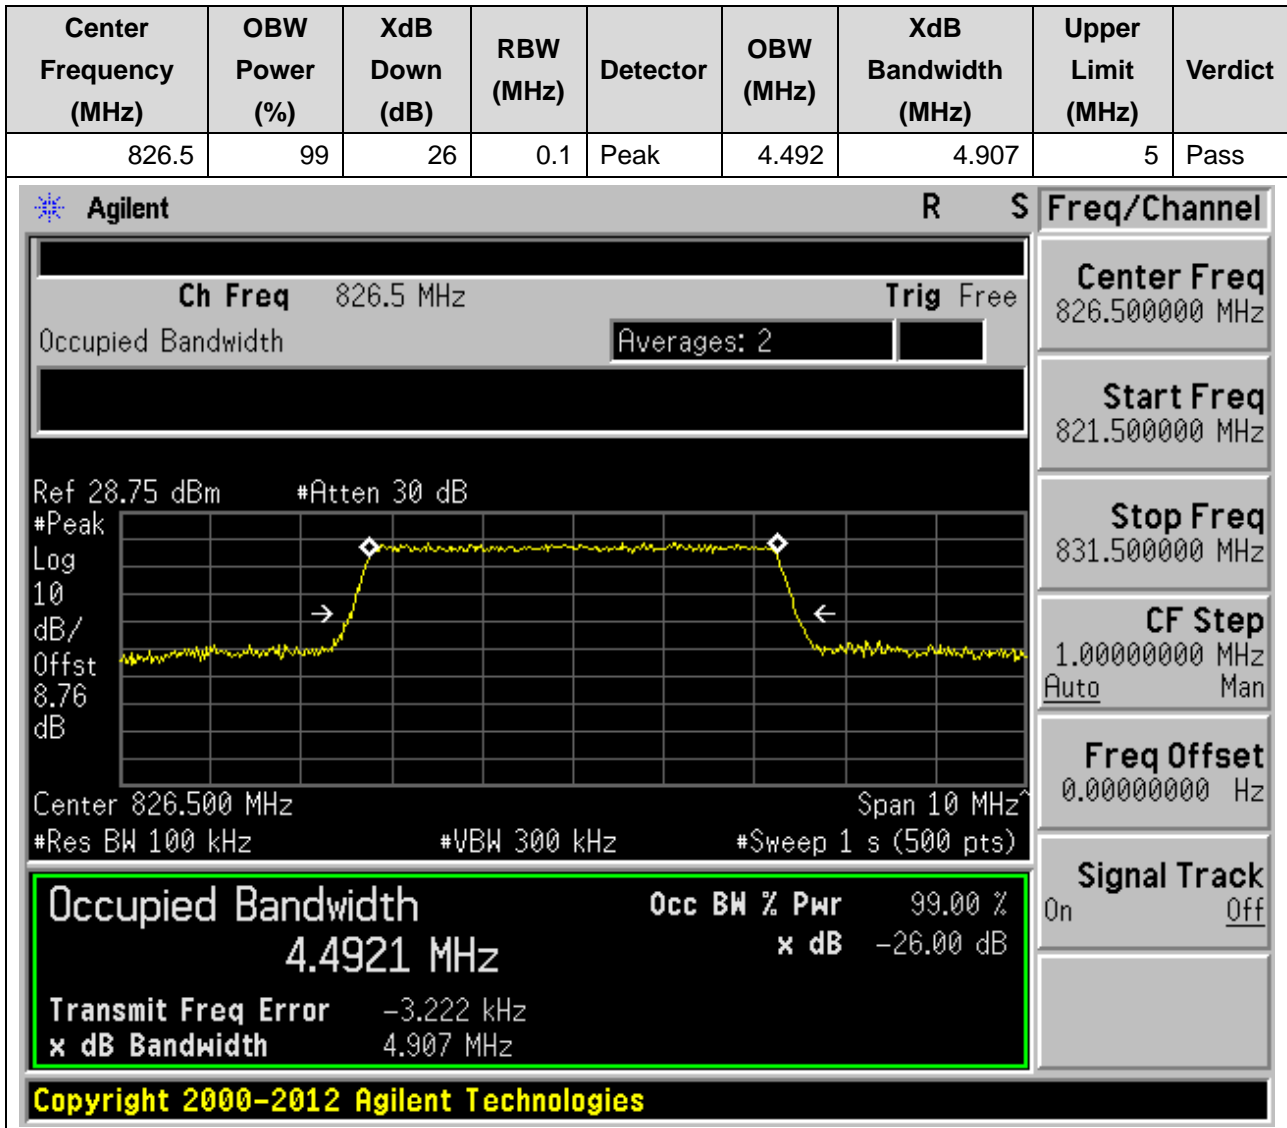 Center Frequency (MHz) OBW Power (%) XdB Down (dB) RBW (MHz) Detector OBW (MHz) XdB Bandwidth (MHz) Upper Limit (MHz) Verdict
826.5 99 26 0.1 Peak 4.492 4.907 5 Pass
Agilent R S
Ch Freq 826.5 MHz Trig Free
Occupied Bandwidth Averages: 2
Ref 28.75 dBm #Atten 30 dB
#Peak
Log
10
dB/
Offst
8.76
dB
Center 826.500 MHz Span 10 MHz^
#Res BW 100 kHz #VBW 300 kHz #Sweep 1 s (500 pts)
Occupied Bandwidth Occ BW % Pwr 99.00 %
4.4921 MHz x dB -26.00 dB
Transmit Freq Error -3.222 kHz
x dB Bandwidth 4.907 MHz
Copyright 2000-2012 Agilent Technologies
Freq/Channel
Center Freq
826.500000 MHz
Start Freq
821.500000 MHz
Stop Freq
831.500000 MHz
CF Step
1.00000000 MHz
Auto Man
Freq Offset
0.00000000 Hz
Signal Track
On Off